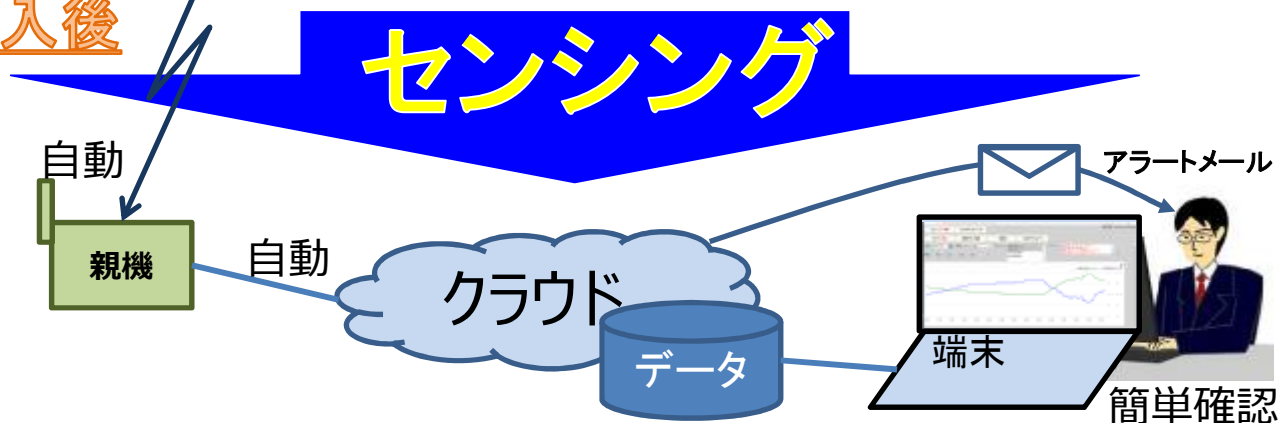 入後
センシング
自動
アラートメール
親機
自動
クラウド
データ
端末
簡単確認